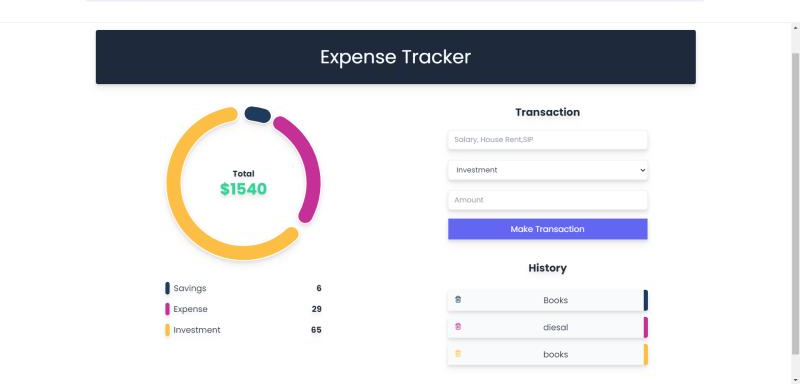 Expense Tracker
Total
$1540
Savings 6
Expense 29
Investment 65
Transaction
Salary, House Rent,SIP
Investment
Amount
Make Transaction
History
Books
diesal
books